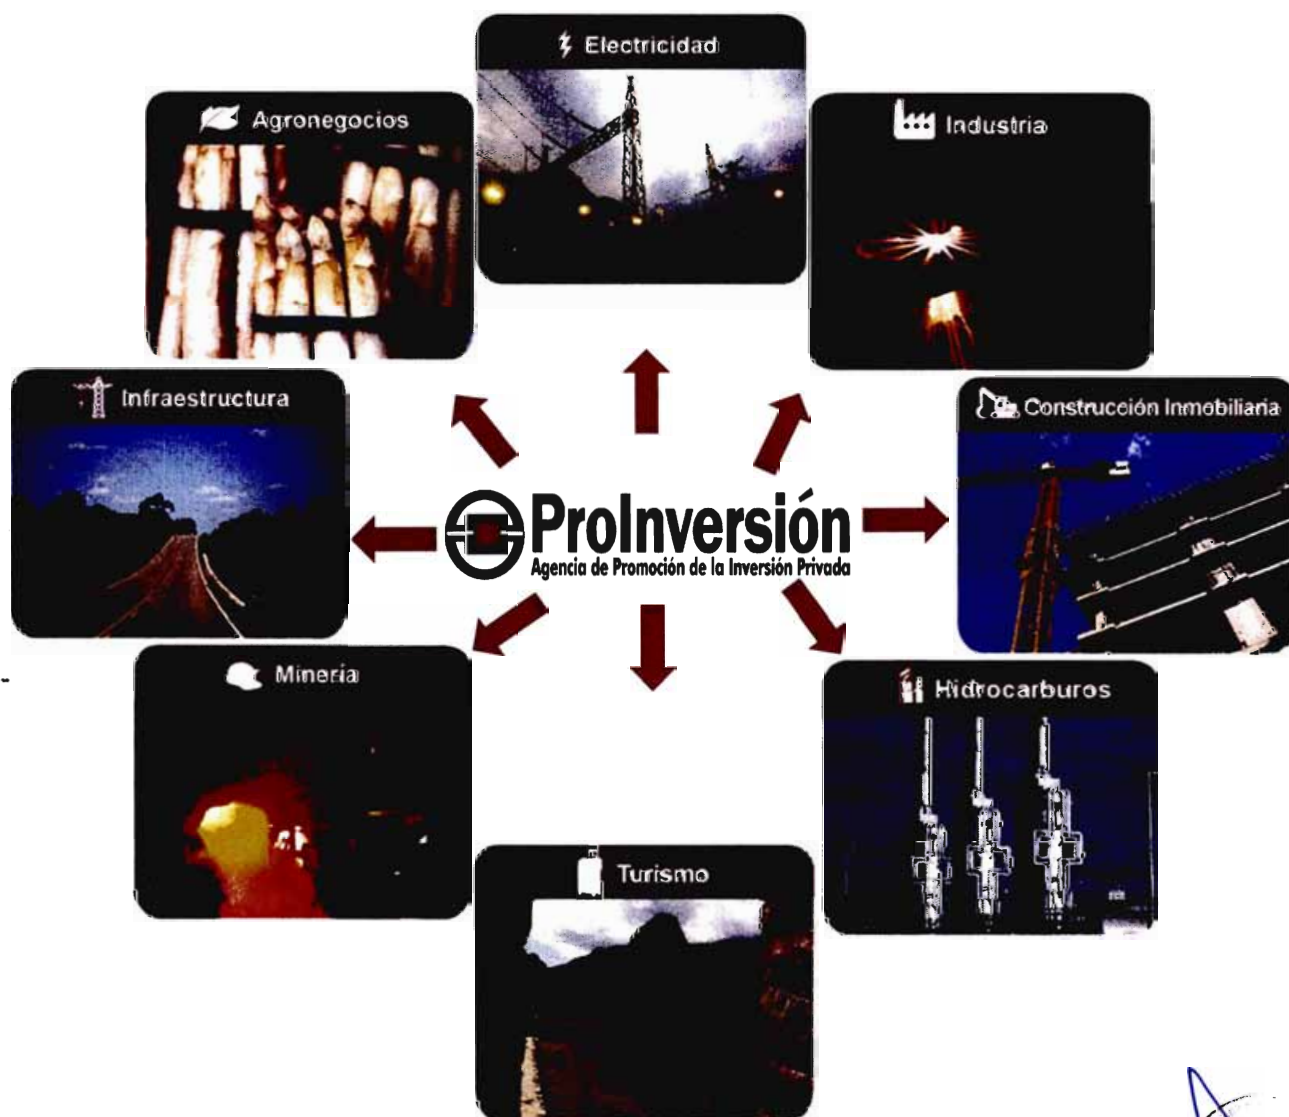 Electricidad
Agronegocios
Industria
Infraestructura
Construcción Inmobiliaria
ProInversión
Agencia de Promoción de la Inversión Privada
Minería
Hidrocarburos
Turismo